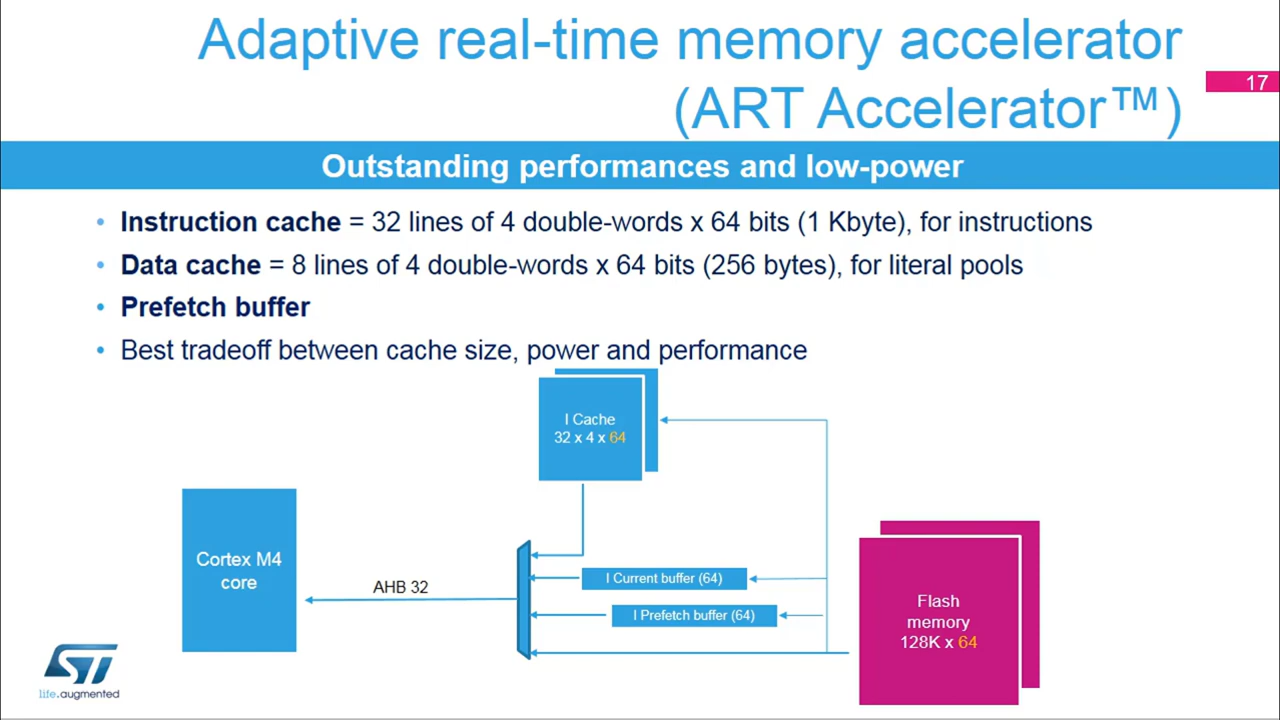 Adaptive real-time memory accelerator
(ART Accelerator™)
17
Outstanding performances and low-power
• Instruction cache = 32 lines of 4 double-words x 64 bits (1 Kbyte), for instructions
• Data cache = 8 lines of 4 double-words x 64 bits (256 bytes), for literal pools
• Prefetch buffer
• Best tradeoff between cache size, power and performance
I Cache
32 x 4 x 64
Cortex M4
core
AHB 32
I Current buffer (64)
I Prefetch buffer (64)
Flash
memory
128K x 64
ST
life.augmented